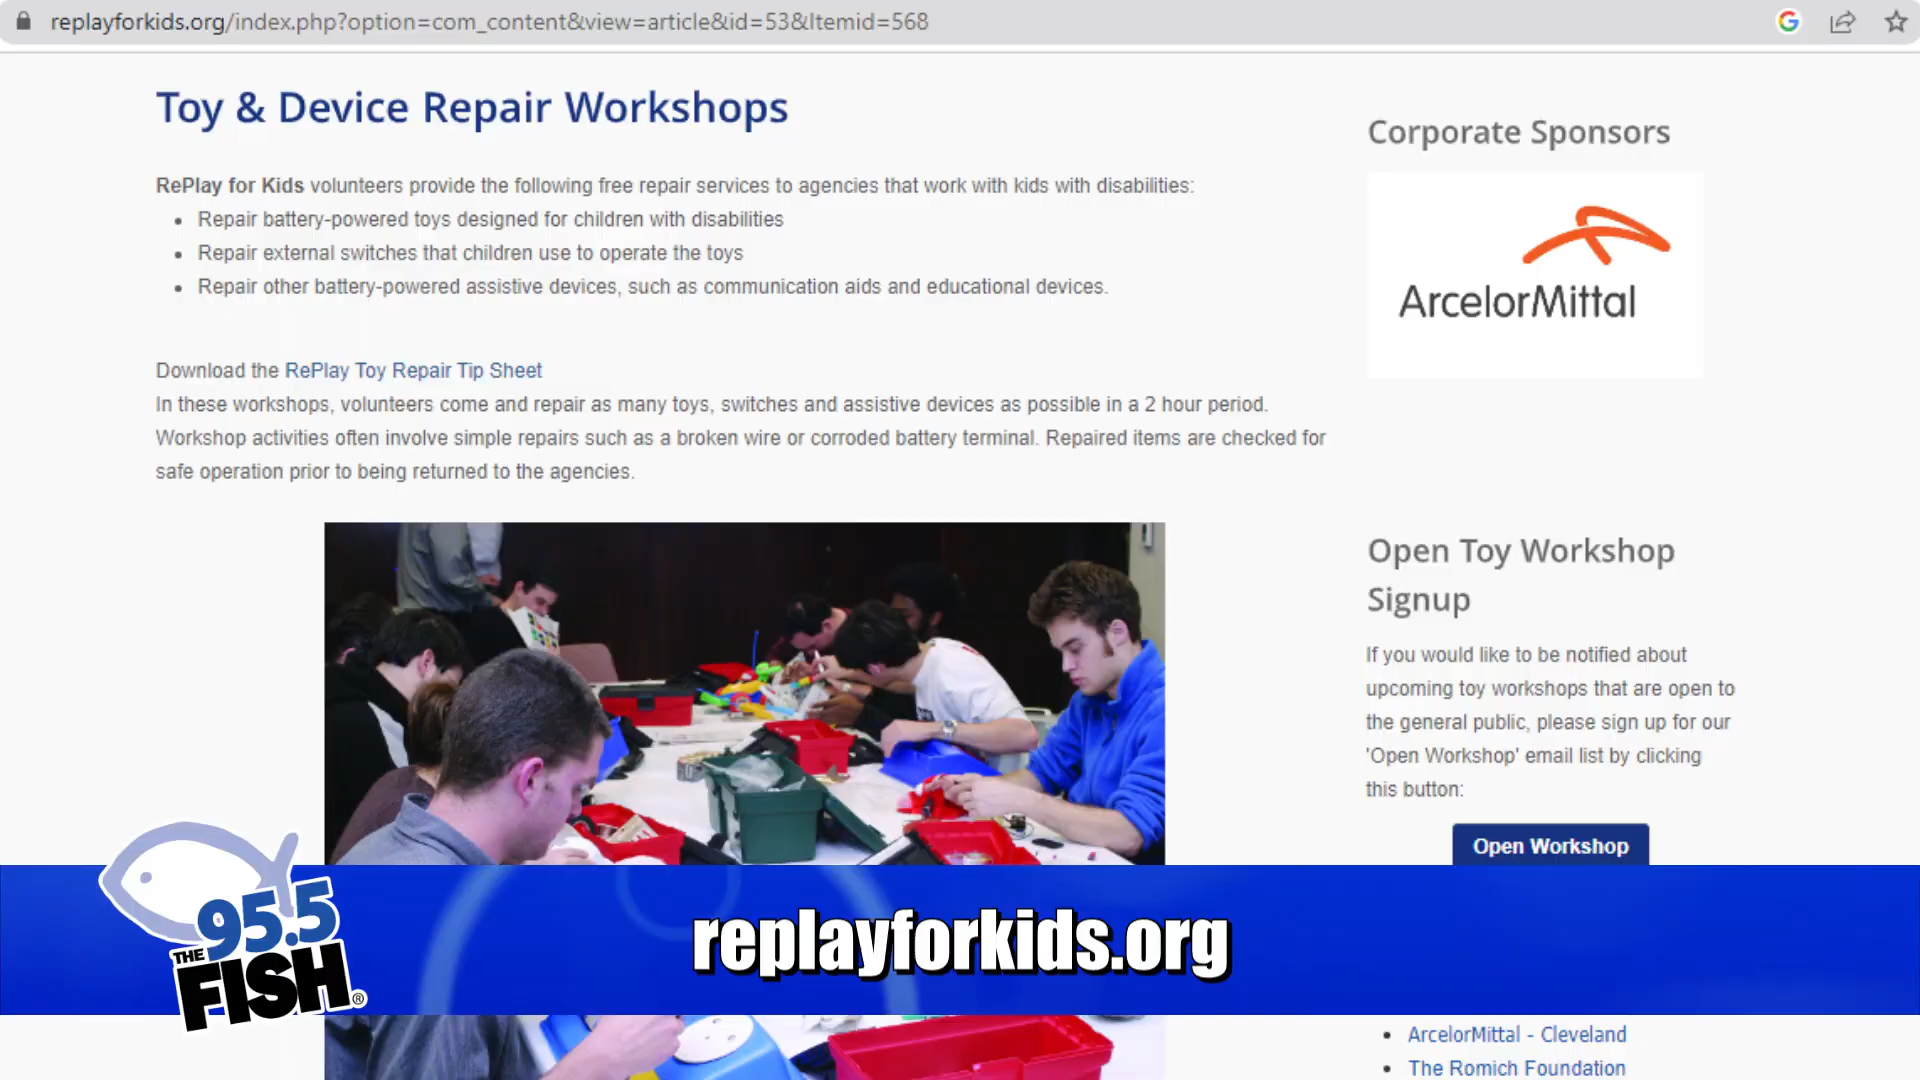 replayforkids.org/index.php?option=com_content&view=article&id=53&Itemid=568
Toy & Device Repair Workshops
RePlay for Kids volunteers provide the following free repair services to agencies that work with kids with disabilities:
• Repair battery-powered toys designed for children with disabilities
• Repair external switches that children use to operate the toys
• Repair other battery-powered assistive devices, such as communication aids and educational devices.
Download the RePlay Toy Repair Tip Sheet
In these workshops, volunteers come and repair as many toys, switches and assistive devices as possible in a 2 hour period.
Workshop activities often involve simple repairs such as a broken wire or corroded battery terminal. Repaired items are checked for
safe operation prior to being returned to the agencies.
Corporate Sponsors
ArcelorMittal
Open Toy Workshop
Signup
If you would like to be notified about
upcoming toy workshops that are open to
the general public, please sign up for our
'Open Workshop' email list by clicking
this button:
Open Workshop
95.5
THE
FISH®
replayforkids.org
• ArcelorMittal - Cleveland
• The Romich Foundation